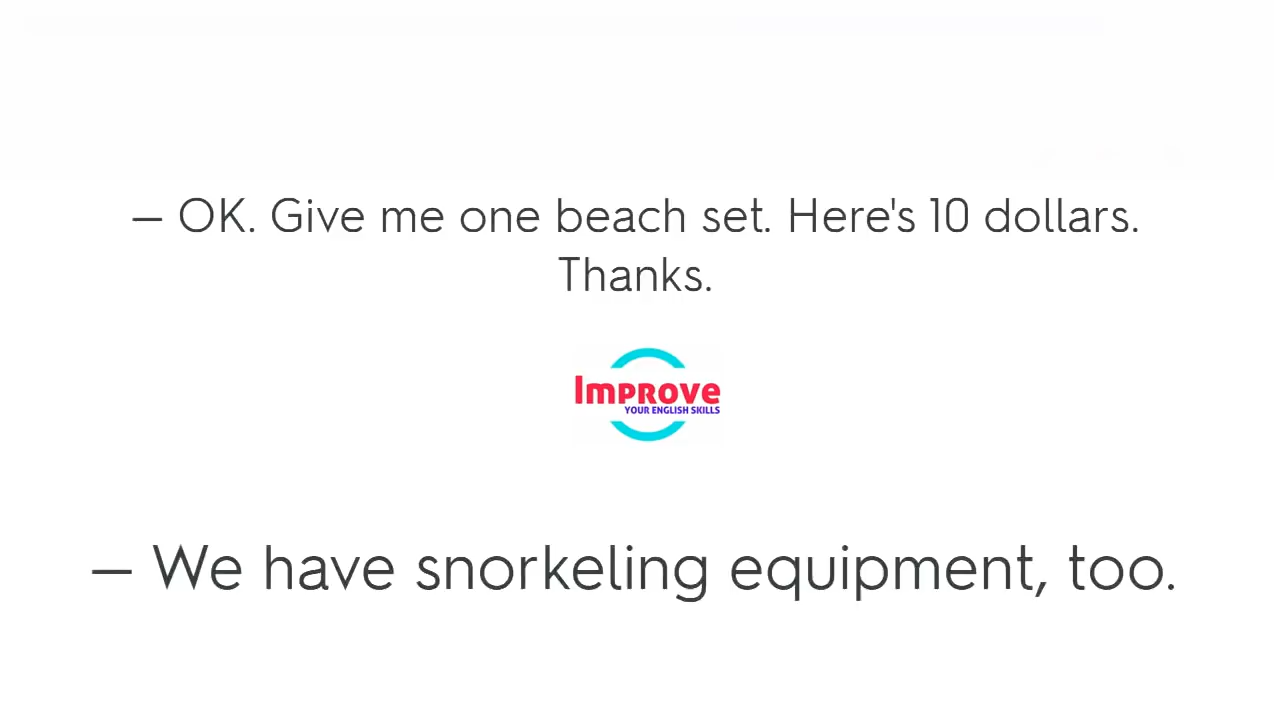 — OK. Give me one beach set. Here's 10 dollars.
Thanks.
Improve
YOUR ENGLISH SKILLS
— We have snorkeling equipment, too.